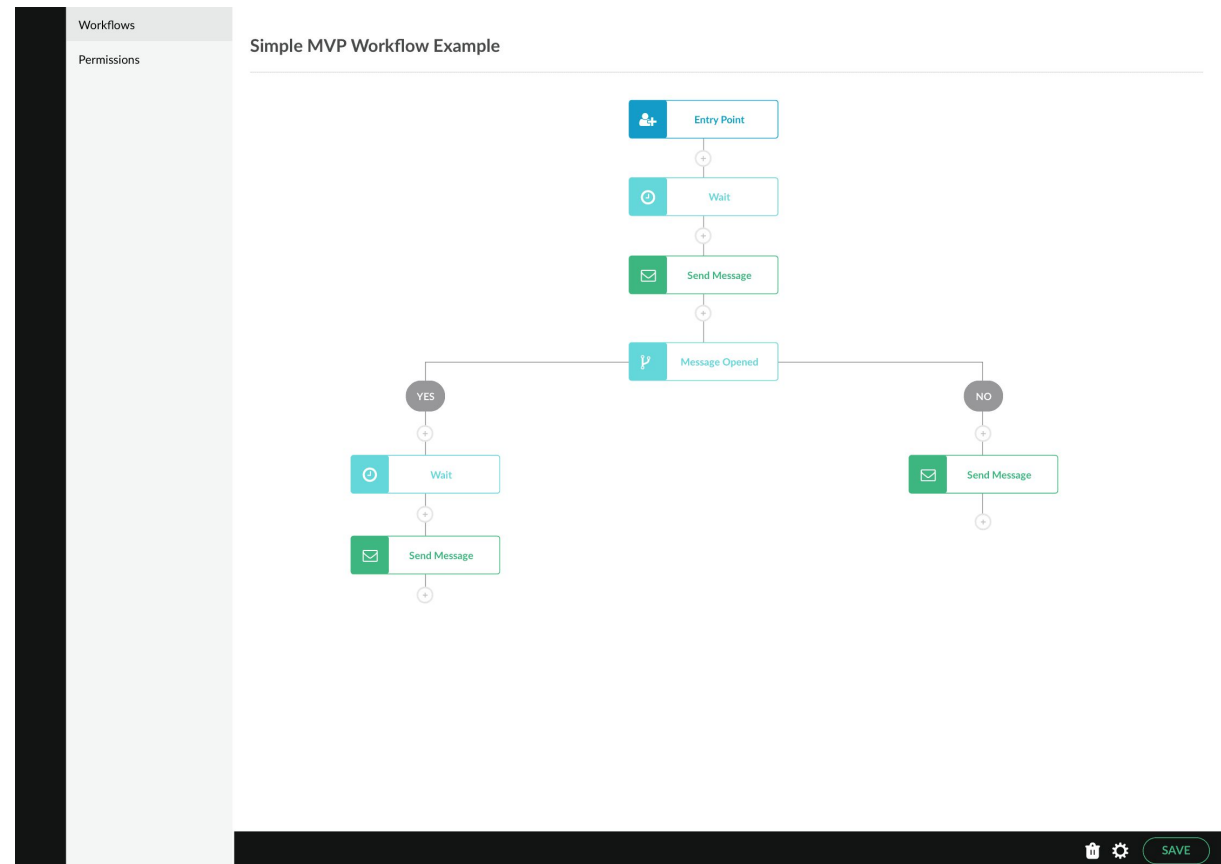 Workflows
Permissions
Simple MVP Workflow Example
Entry Point
Wait
Send Message
Message Opened
YES
NO
Wait
Send Message
Send Message
SAVE